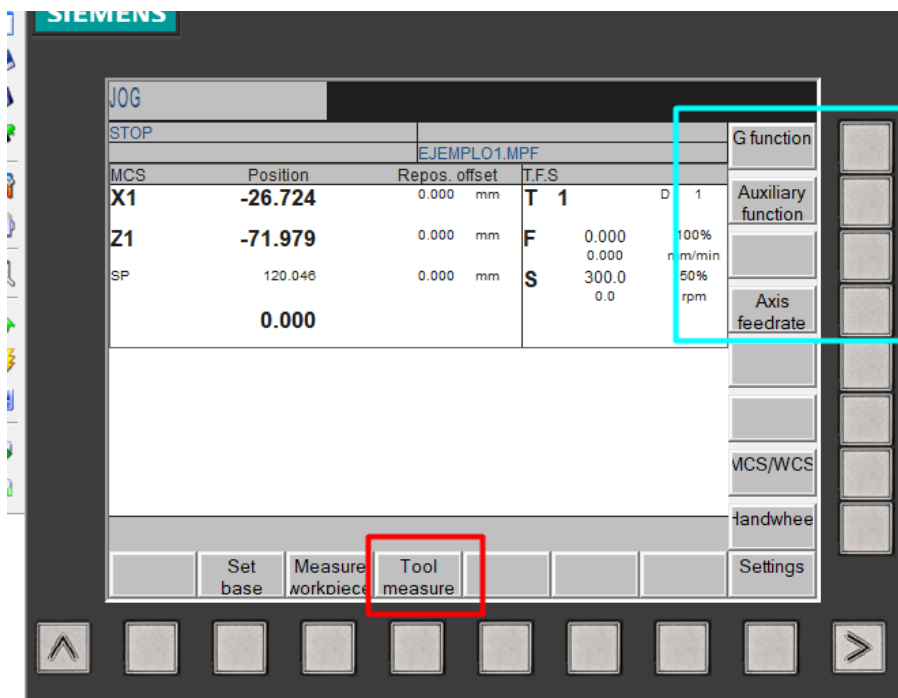 SIEMENS
JOG
STOP
EJEMPLO1.MPF
G function
MCS Position Repos. offset T.F.S
X1 -26.724 0.000 mm T 1 D 1
Auxiliary
function
Z1 -71.979 0.000 mm F 0.000 100%
0.000 mm/min
SP 120.046 0.000 mm S 300.0 50%
0.0 rpm
Axis
feedrate
0.000
MCS/WCS
Handwhee
Set
base
Measure
workpiece
Tool
measure
Settings